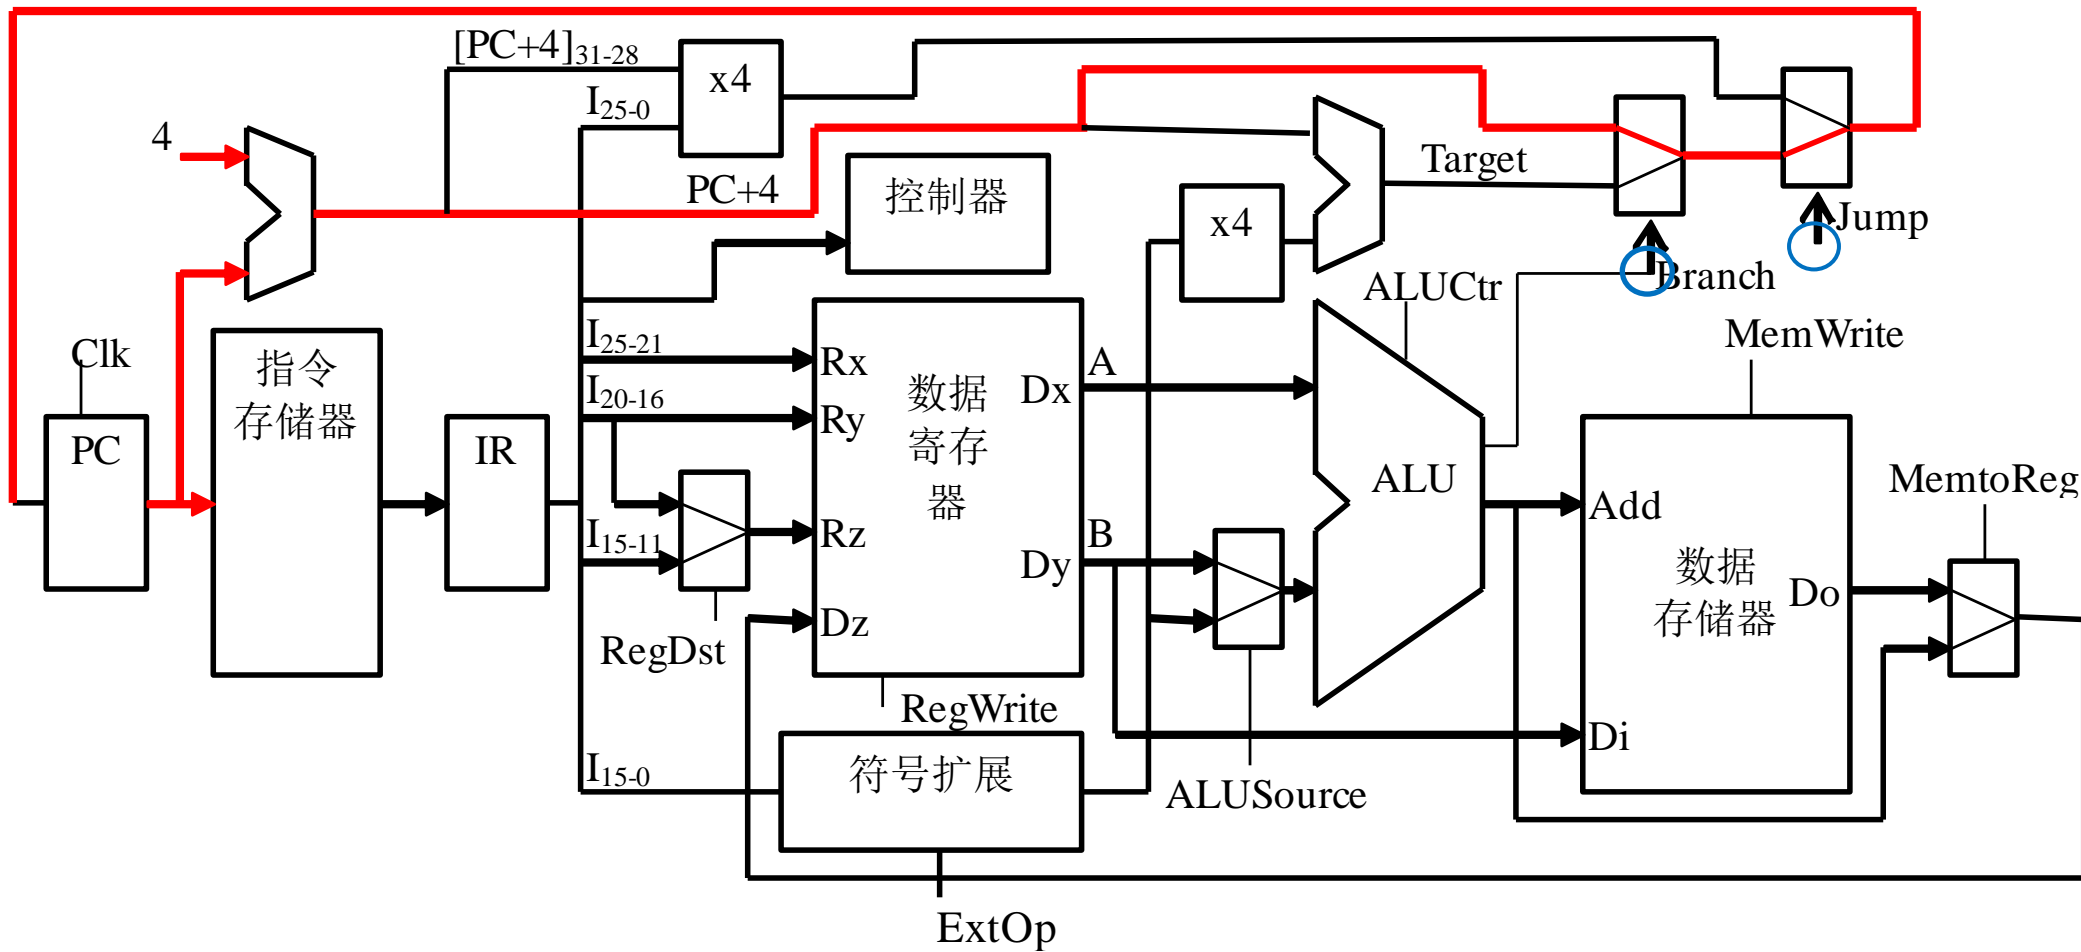 [PC+4]31-28
x4
I25-0
4
PC+4
控制器
Target
x4
Jump
Branch
ALUCtr
MemWrite
Clk
指令
存储器
I25-21
Rx
数据
寄存
器
Dx
A
I20-16
Ry
PC
IR
ALU
MemtoReg
Add
I15-11
Rz
Dy
B
数据
存储器
Do
Dz
RegDst
RegWrite
Di
I15-0
符号扩展
ALUSource
ExtOp